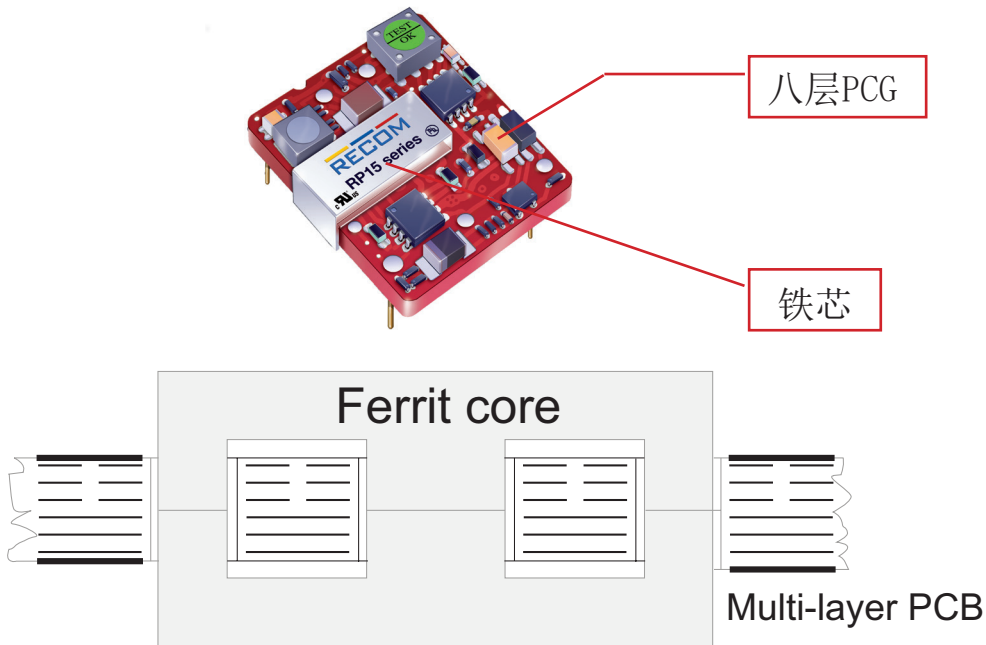 TEST
OK
八层PCG
RECOM
RP15 series
铁芯
Ferrit core
Multi-layer PCB